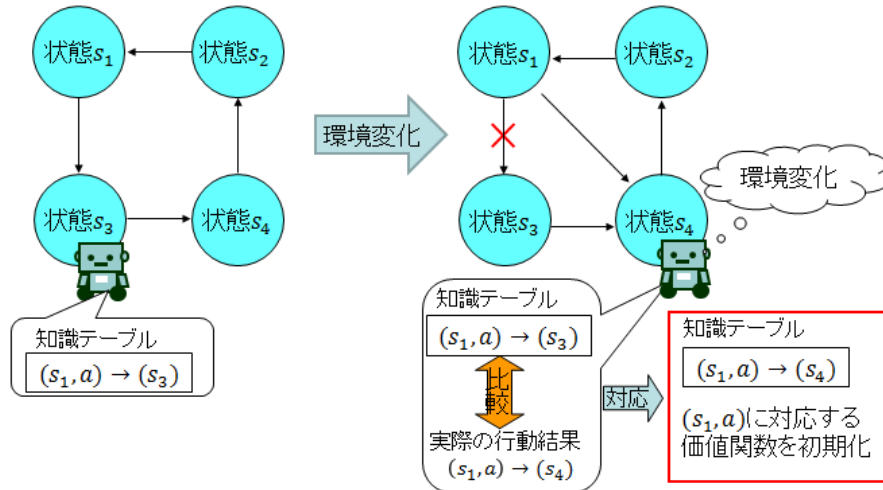 状態s₁
状態s₂
状態s₃
状態s₄
知識テーブル
(s₁, a) → (s₃)
環境変化
状態s₁
状態s₂
状態s₃
状態s₄
環境変化
知識テーブル
(s₁, a) → (s₃)
比較
実際の行動結果
(s₁, a) → (s₄)
対応
知識テーブル
(s₁, a) → (s₄)
(s₁, a)に対応する
価値関数を初期化